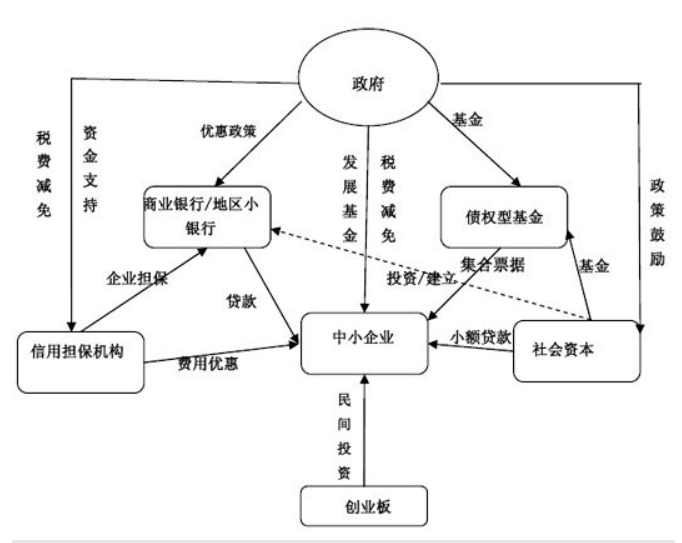 政府
税费减免
资金支持
优惠政策
发展基金
税费减免
基金
政策鼓励
商业银行/地区小
银行
债权型基金
企业担保
贷款
投资/建立
集合票据
基金
信用担保机构
费用优惠
中小企业
小额贷款
社会资本
民间投资
创业板